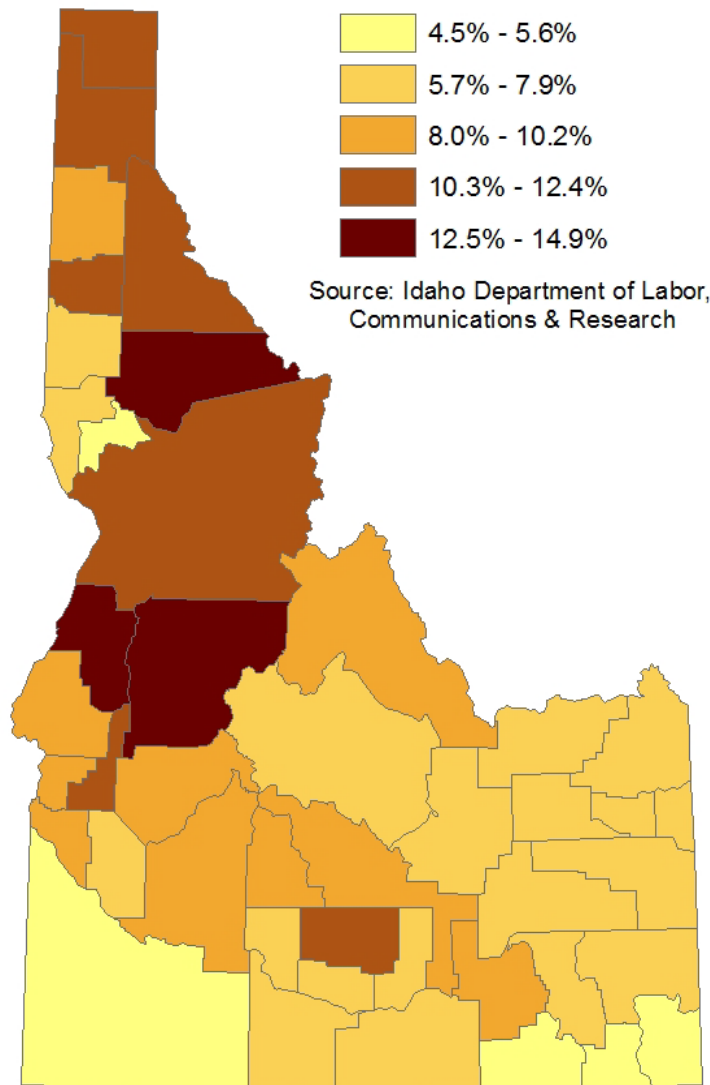 4.5% - 5.6%
5.7% - 7.9%
8.0% - 10.2%
10.3% - 12.4%
12.5% - 14.9%
Source: Idaho Department of Labor,
Communications & Research